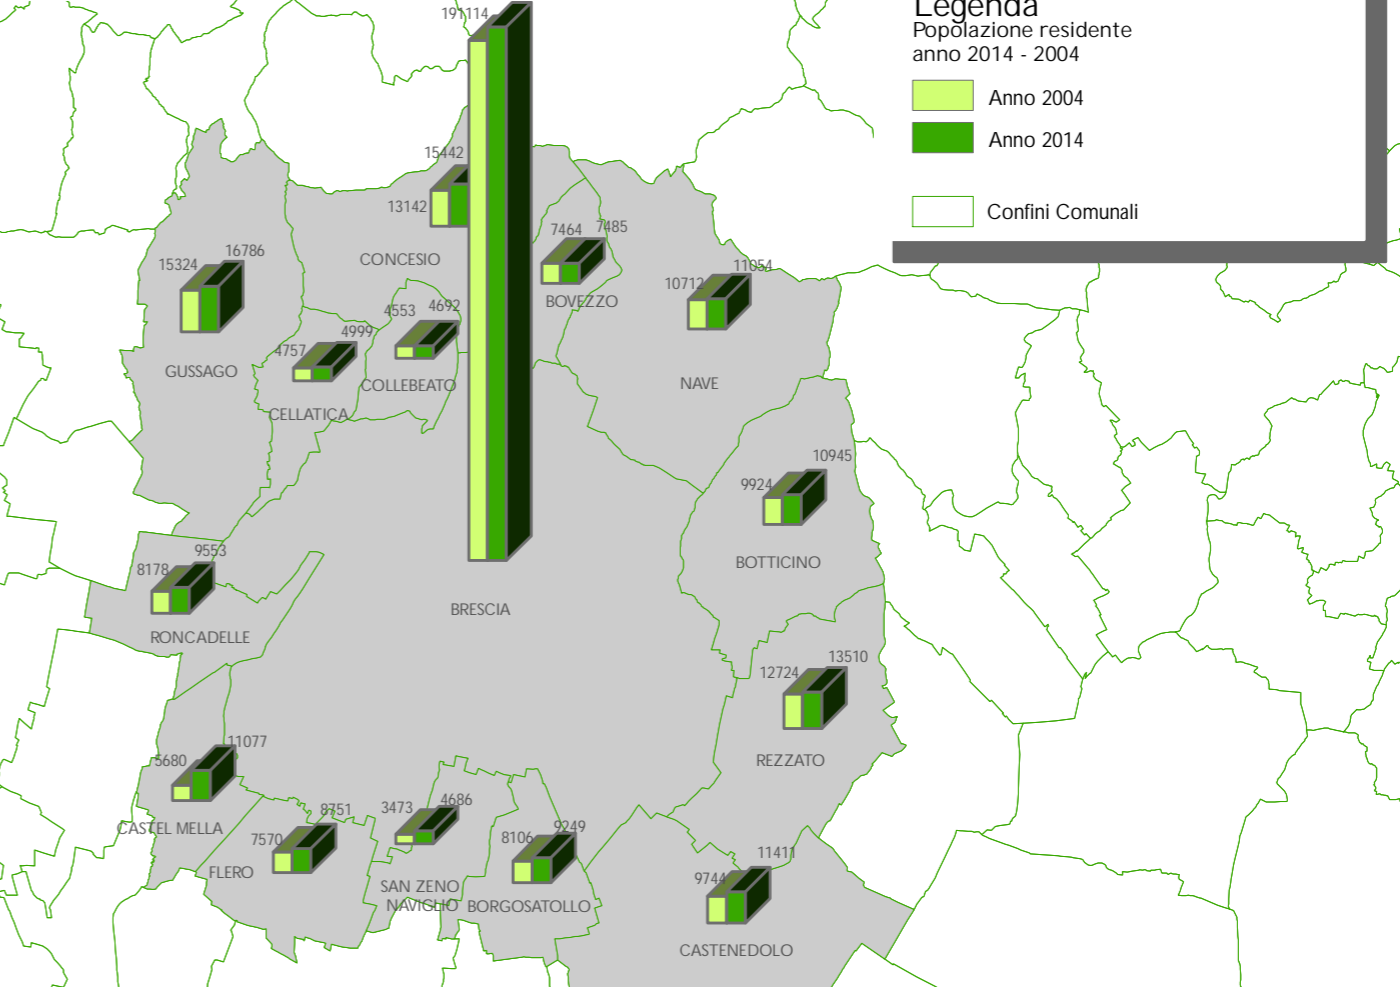 Legenda
Popolazione residente
anno 2014 - 2004
Anno 2004
Anno 2014
Confini Comunali
191114
15442
13142
CONCESIO
7464
7485
BOVEZZO
15324
16786
GUSSAGO
10712
11054
NAVE
4553
4692
COLLEBEATO
4757
4999
CELLATICA
9924
10945
BOTTICINO
8178
9553
RONCADELLE
BRESCIA
12724
13510
REZZATO
5680
11077
CASTEL MELLA
7570
8751
FLERO
3473
4686
SAN ZENO
NAVIGLIO
8106
9249
BORGOSATOLLO
9744
11411
CASTENEDOLO